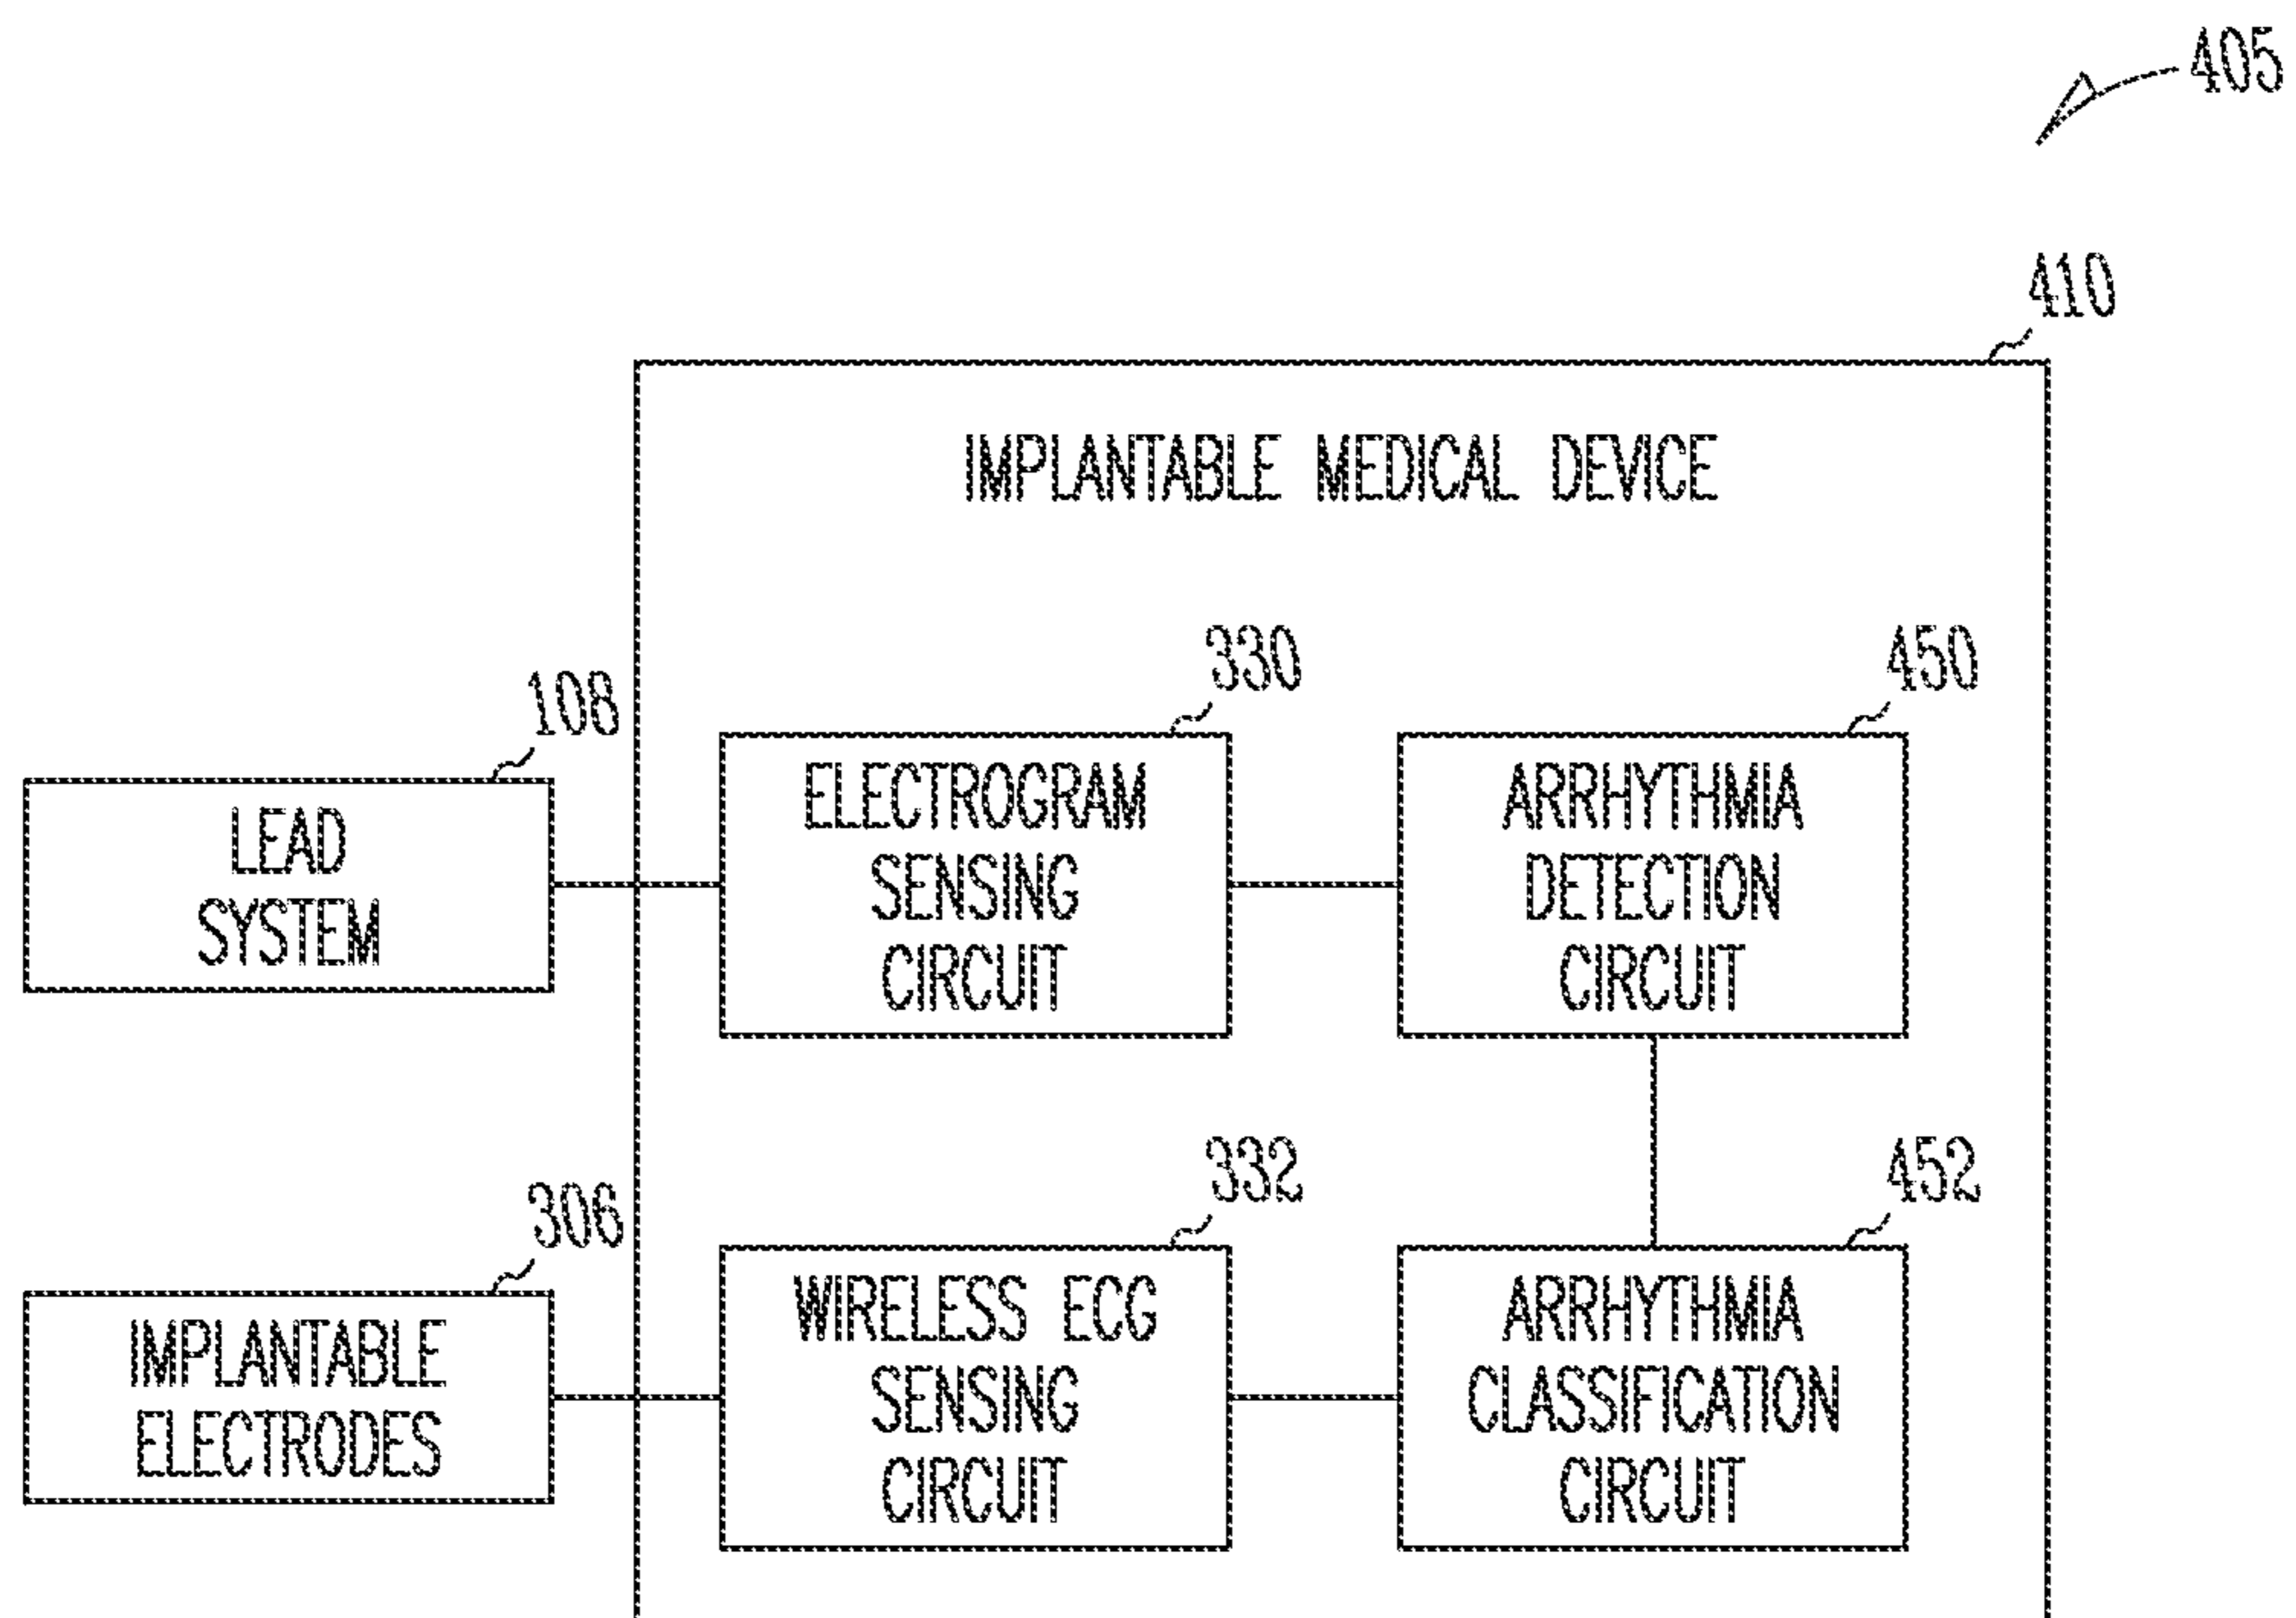 405
410
IMPLANTABLE MEDICAL DEVICE
108
LEAD
SYSTEM
330
ELECTROGRAM
SENSING
CIRCUIT
450
ARRHYTHMIA
DETECTION
CIRCUIT
306
IMPLANTABLE
ELECTRODES
332
WIRELESS ECG
SENSING
CIRCUIT
452
ARRHYTHMIA
CLASSIFICATION
CIRCUIT